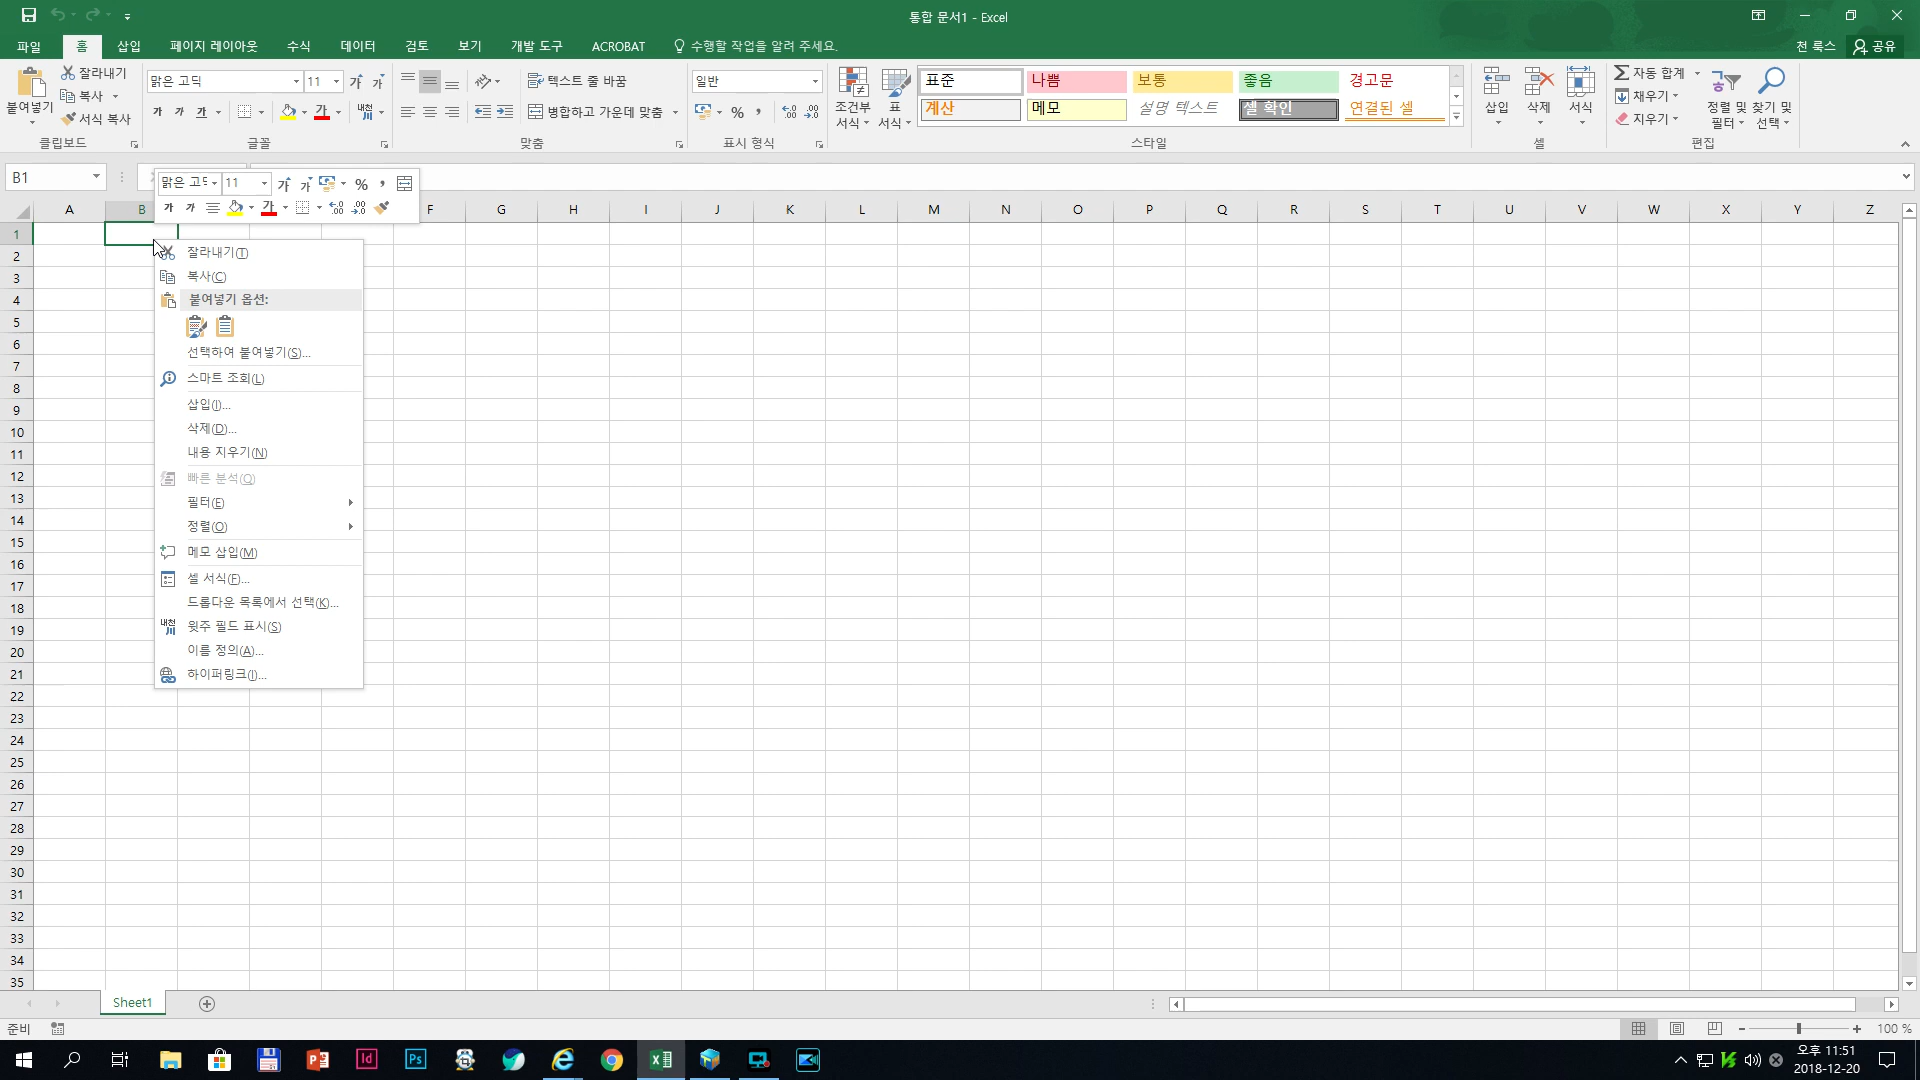 통합 문서1 - Excel
파일 홈 삽입 페이지 레이아웃 수식 데이터 검토 보기 개발 도구 ACROBAT 수행할 작업을 알려 주세요. 천 룩스 공유
붙여넣기 잘라내기 복사 서식 복사
클립보드
맑은 고딕 11
가 가 가 가 가 가 내천
글꼴
텍스트 줄 바꿈
병합하고 가운데 맞춤
맞춤
일반
% ,
표시 형식
조건부 서식
표 서식
표준 나쁨 보통 좋음 경고문
계산 메모 설명 텍스트 셀 확인 연결된 셀
스타일
삽입 삭제 서식
셀
자동 합계
채우기
지우기
정렬 및 필터
찾기 및 선택
편집
B1
맑은 고딕 11 가 가 % ,
가 가 가
A B F G H I J K L M N O P Q R S T U V W X Y Z
1
2
3
4
5
6
7
8
9
10
11
12
13
14
15
16
17
18
19
20
21
22
23
24
25
26
27
28
29
30
31
32
33
34
35
잘라내기(T)
복사(C)
붙여넣기 옵션:
선택하여 붙여넣기(S)...
스마트 조회(L)
삽입(I)...
삭제(D)...
내용 지우기(N)
빠른 분석(Q)
필터(E)
정렬(O)
메모 삽입(M)
셀 서식(F)...
드롭다운 목록에서 선택(K)...
내천 윗주 필드 표시(S)
이름 정의(A)...
하이퍼링크(I)...
Sheet1
준비
100 %
오후 11:51
2018-12-20